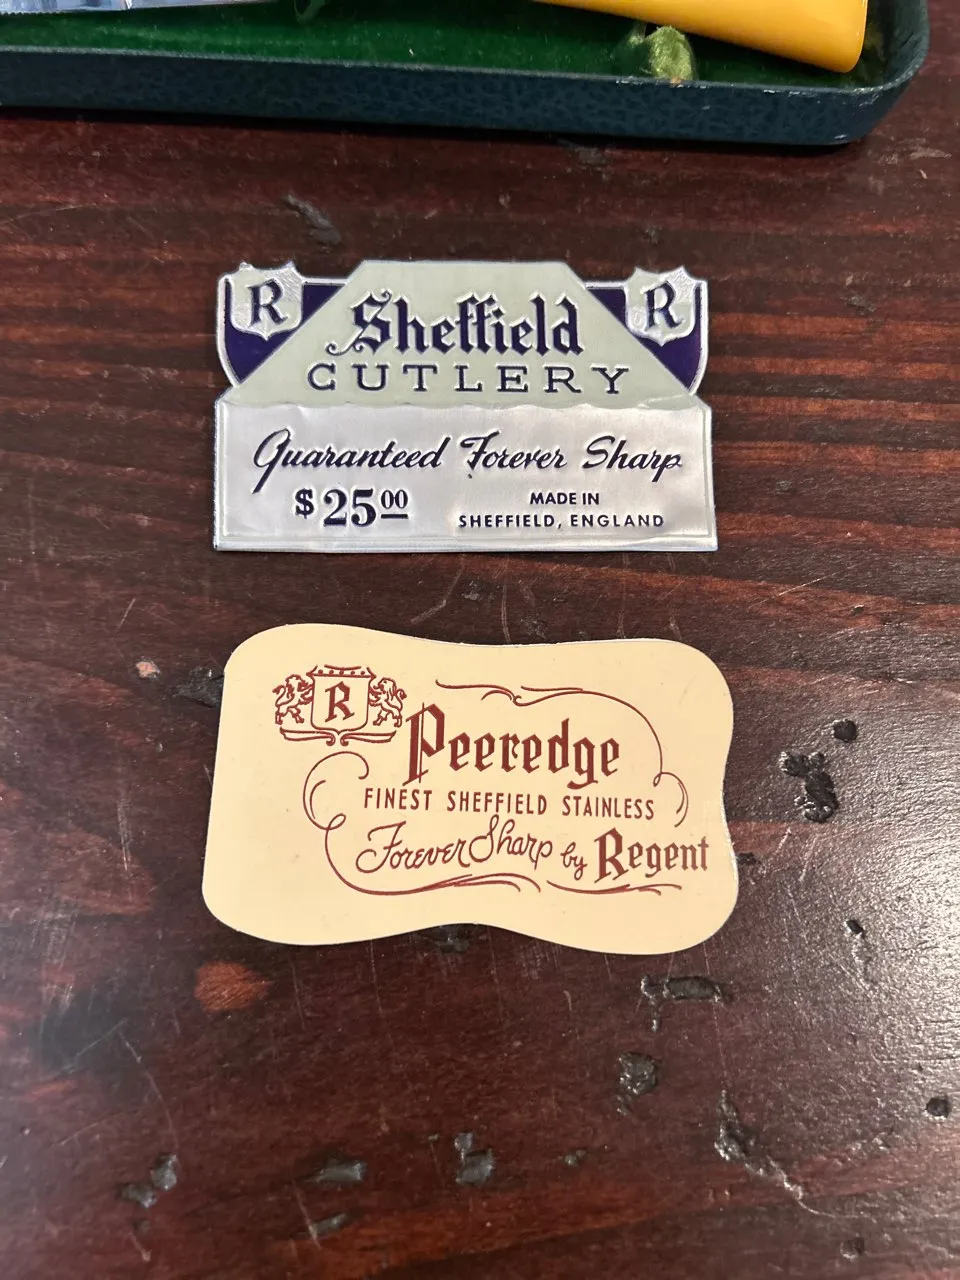 R
R
Sheffield
CUTLERY
Guaranteed Forever Sharp
$25.00
MADE IN
SHEFFIELD, ENGLAND
R
Peeredge
FINEST SHEFFIELD STAINLESS
Forever Sharp by Regent